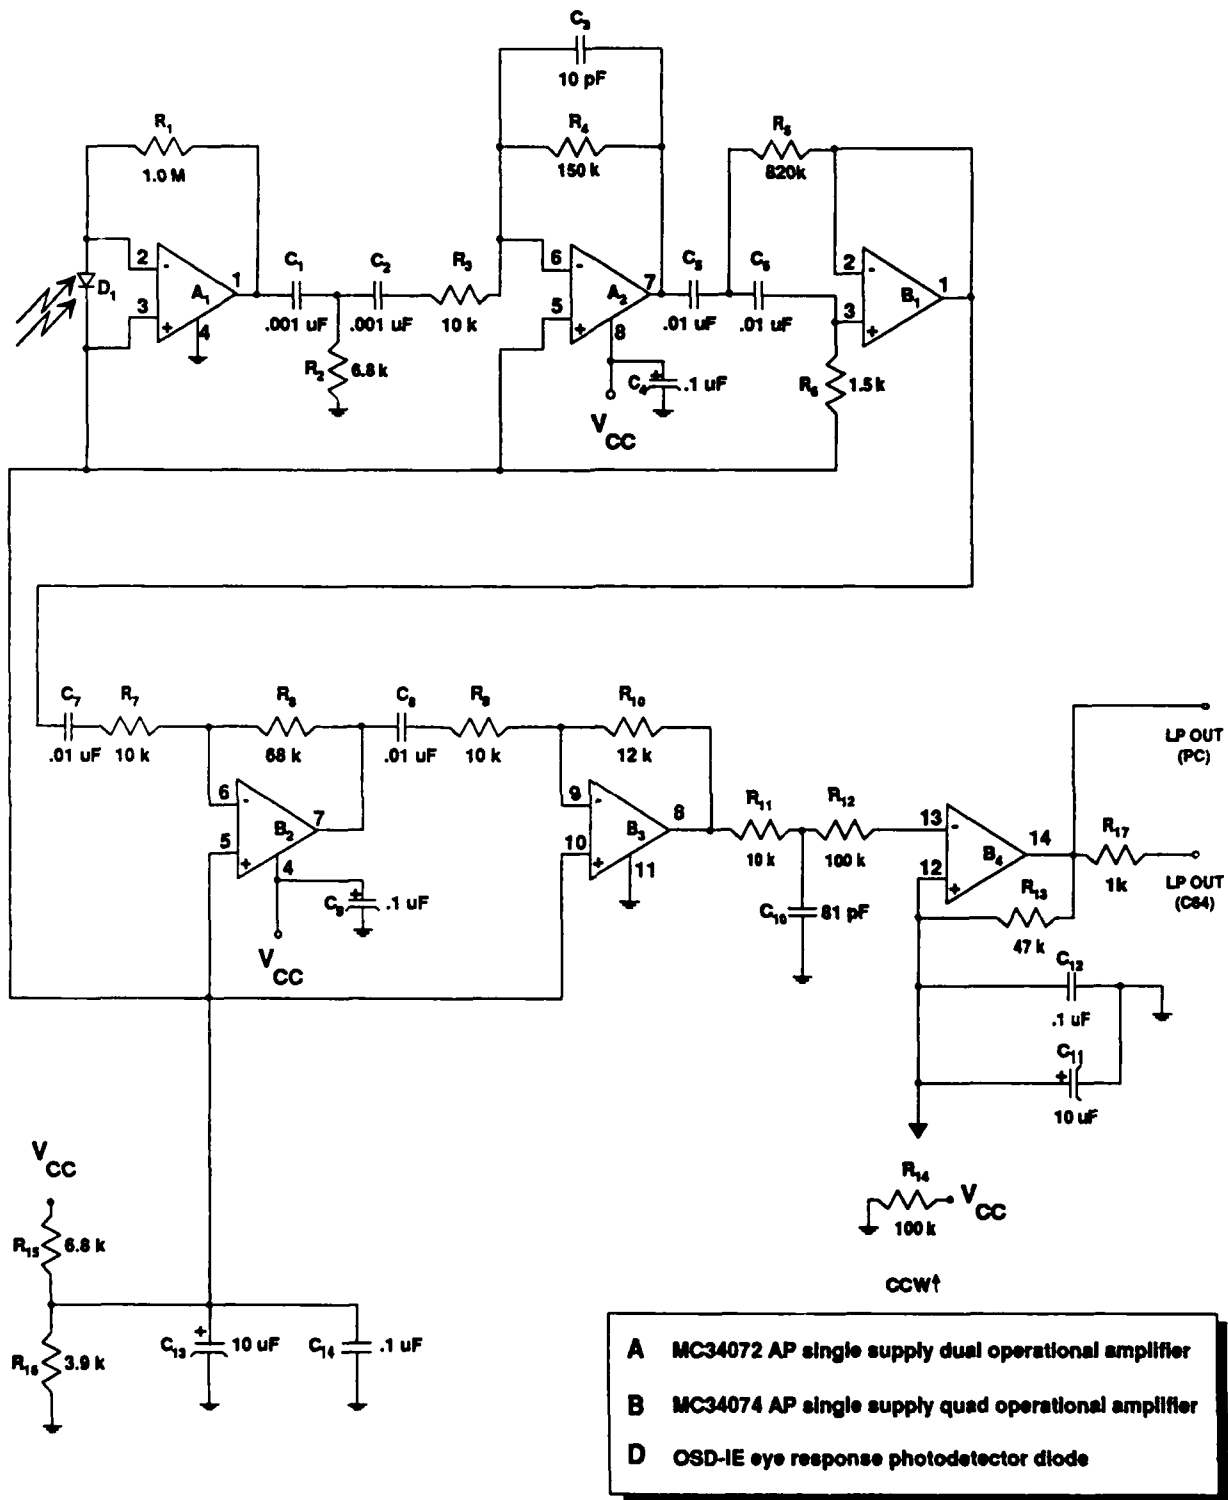 C3
10 pF
R1
1.0 M
R4
150 k
R5
820k
2
-
3
+
A1
1
4
D1
C1
.001 uF
C2
.001 uF
R3
10 k
R2
6.8 k
6
-
5
+
A2
7
8
C4
+
.1 uF
VCC
C5
.01 uF
C6
.01 uF
2
-
3
+
B1
1
R6
1.5 k
C7
.01 uF
R7
10 k
R8
68 k
C8
.01 uF
R9
10 k
R10
12 k
6
-
5
+
B2
7
4
C9
+
.1 uF
VCC
9
-
10
+
B3
8
11
R11
10 k
R12
100 k
C10
81 pF
13
-
12
+
B4
14
LP OUT
(PC)
R17
1k
LP OUT
(C64)
R13
47 k
C12
.1 uF
C11
+
10 uF
R14
100 k
VCC
CCW↑
VCC
R15
6.8 k
R16
3.9 k
C13
+
10 uF
C14
.1 uF
A MC34072 AP single supply dual operational amplifier
B MC34074 AP single supply quad operational amplifier
D OSD-IE eye response photodetector diode